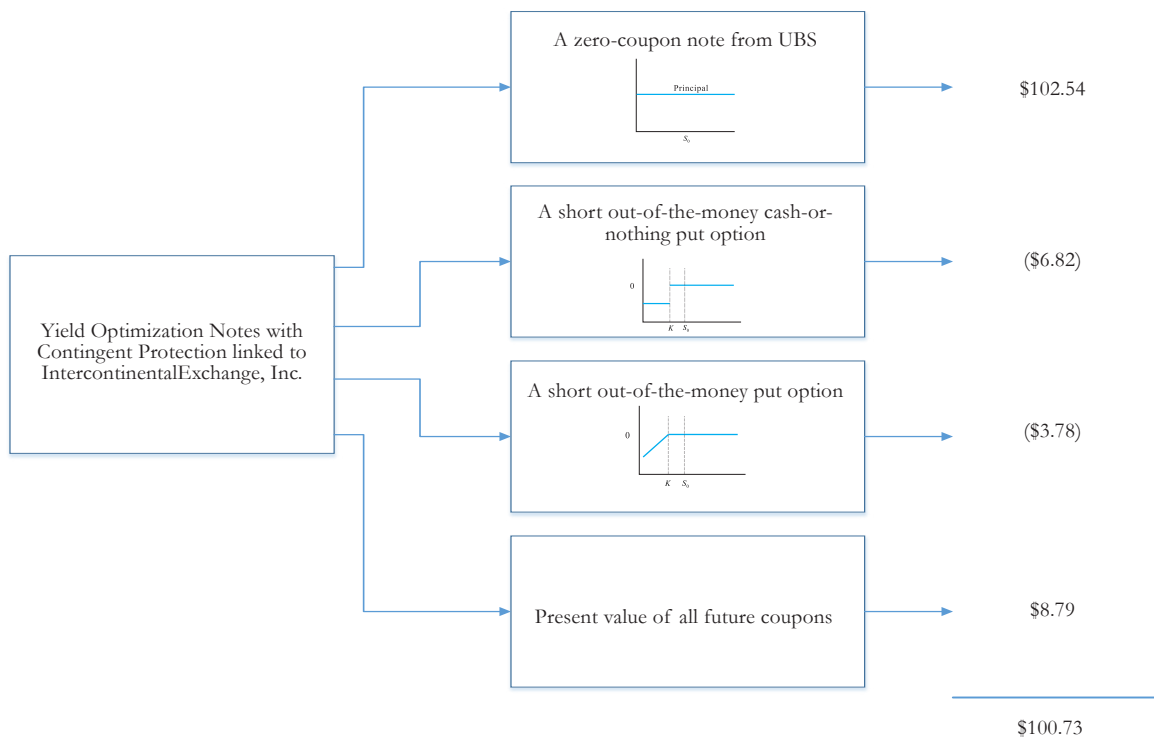 A zero-coupon note from UBS
Principal
S₀
$102.54
A short out-of-the-money cash-or-
nothing put option
0
K
S₀
($6.82)
Yield Optimization Notes with
Contingent Protection linked to
IntercontinentalExchange, Inc.
A short out-of-the-money put option
0
K
S₀
($3.78)
Present value of all future coupons
$8.79
$100.73